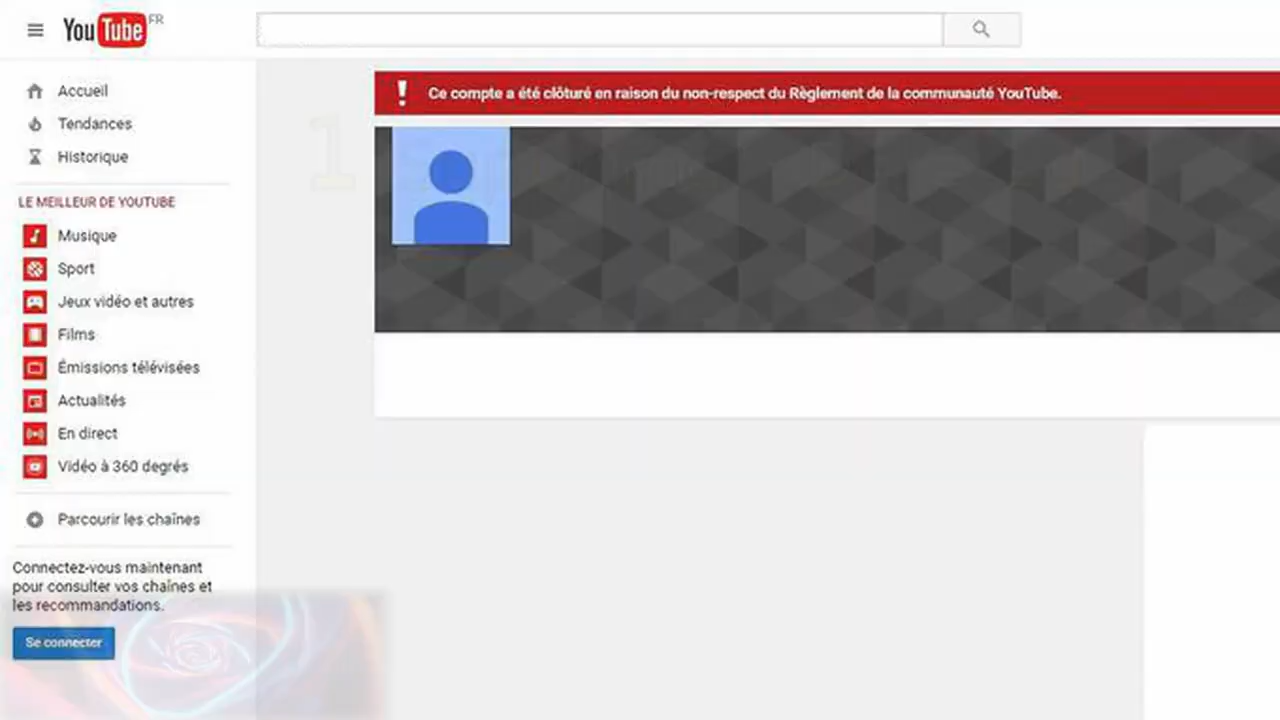 YouTube FR
Ce compte a été clôturé en raison du non-respect du Règlement de la communauté YouTube.
Accueil
Tendances
Historique
LE MEILLEUR DE YOUTUBE
Musique
Sport
Jeux vidéo et autres
Films
Émissions télévisées
Actualités
En direct
Vidéo à 360 degrés
Parcourir les chaînes
Connectez-vous maintenant
pour consulter vos chaînes et
les recommandations.
Se connecter
1